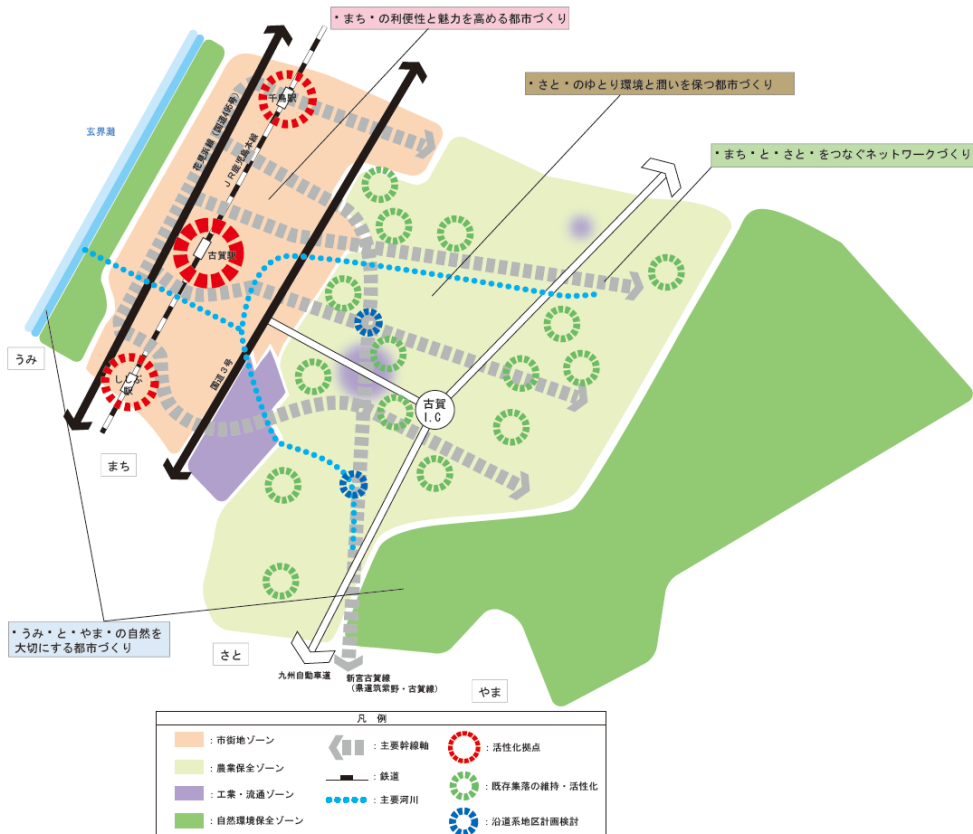 ・まち・の利便性と魅力を高める都市づくり
・さと・のゆとり環境と潤いを保つ都市づくり
・まち・と・さと・をつなぐネットワークづくり
玄界灘
千鳥駅
花見浜線(国道495号)
JR鹿児島本線
古賀駅
うみ
ししぶ
駅
国道3号
古賀
I.C
まち
・うみ・と・やま・の自然を
大切にする都市づくり
さと
九州自動車道
新宮古賀線
(県道筑紫野・古賀線)
やま
凡 例
:市街地ゾーン
:主要幹線軸
:活性化拠点
:農業保全ゾーン
:鉄道
:既存集落の維持・活性化
:工業・流通ゾーン
:主要河川
:自然環境保全ゾーン
:沿道系地区計画検討